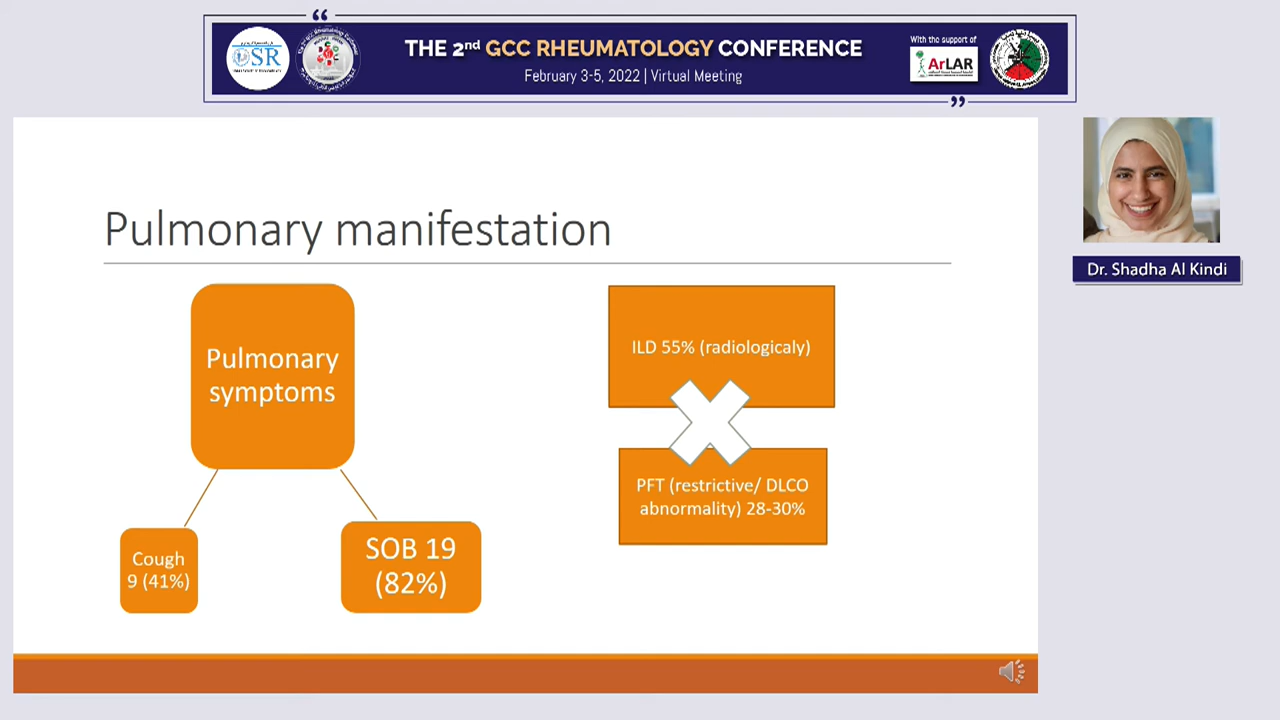 “
THE 2nd GCC RHEUMATOLOGY CONFERENCE
February 3-5, 2022 | Virtual Meeting
With the support of
OSR
ArLAR
”
Pulmonary manifestation
Pulmonary
symptoms
Cough
9 (41%)
SOB 19
(82%)
ILD 55% (radiologicaly)
PFT (restrictive/ DLCO
abnormality) 28-30%
Dr. Shadha Al Kindi